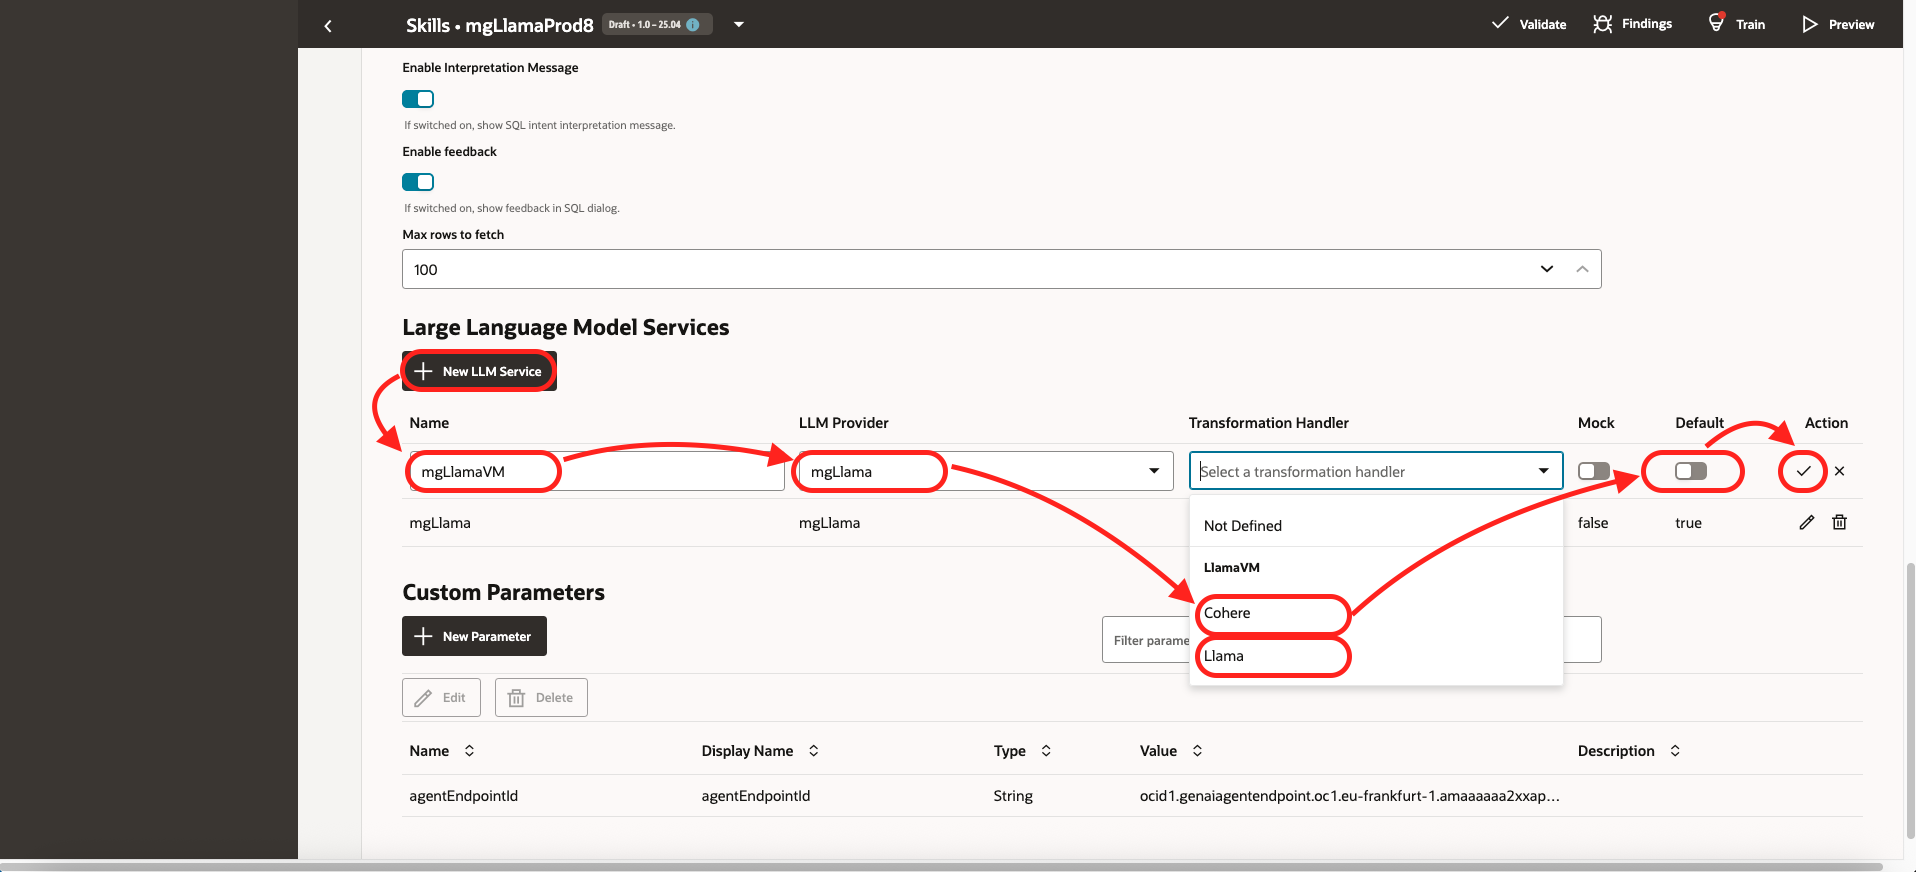 Skills • mgLlamaProd8 Draft • 1.0 – 25.04 Validate Findings Train Preview
Enable Interpretation Message
If switched on, show SQL intent interpretation message.
Enable feedback
If switched on, show feedback in SQL dialog.
Max rows to fetch
100
Large Language Model Services
New LLM Service
Name LLM Provider Transformation Handler Mock Default Action
mgLlamaVM mgLlama Select a transformation handler
mgLlama mgLlama false true
Not Defined
LlamaVM
Cohere
Llama
Custom Parameters
New Parameter Filter parame
Edit Delete
Name Display Name Type Value Description
agentEndpointId agentEndpointId String ocid1.genaiagentendpoint.oc1.eu-frankfurt-1.amaaaaaa2xxap...